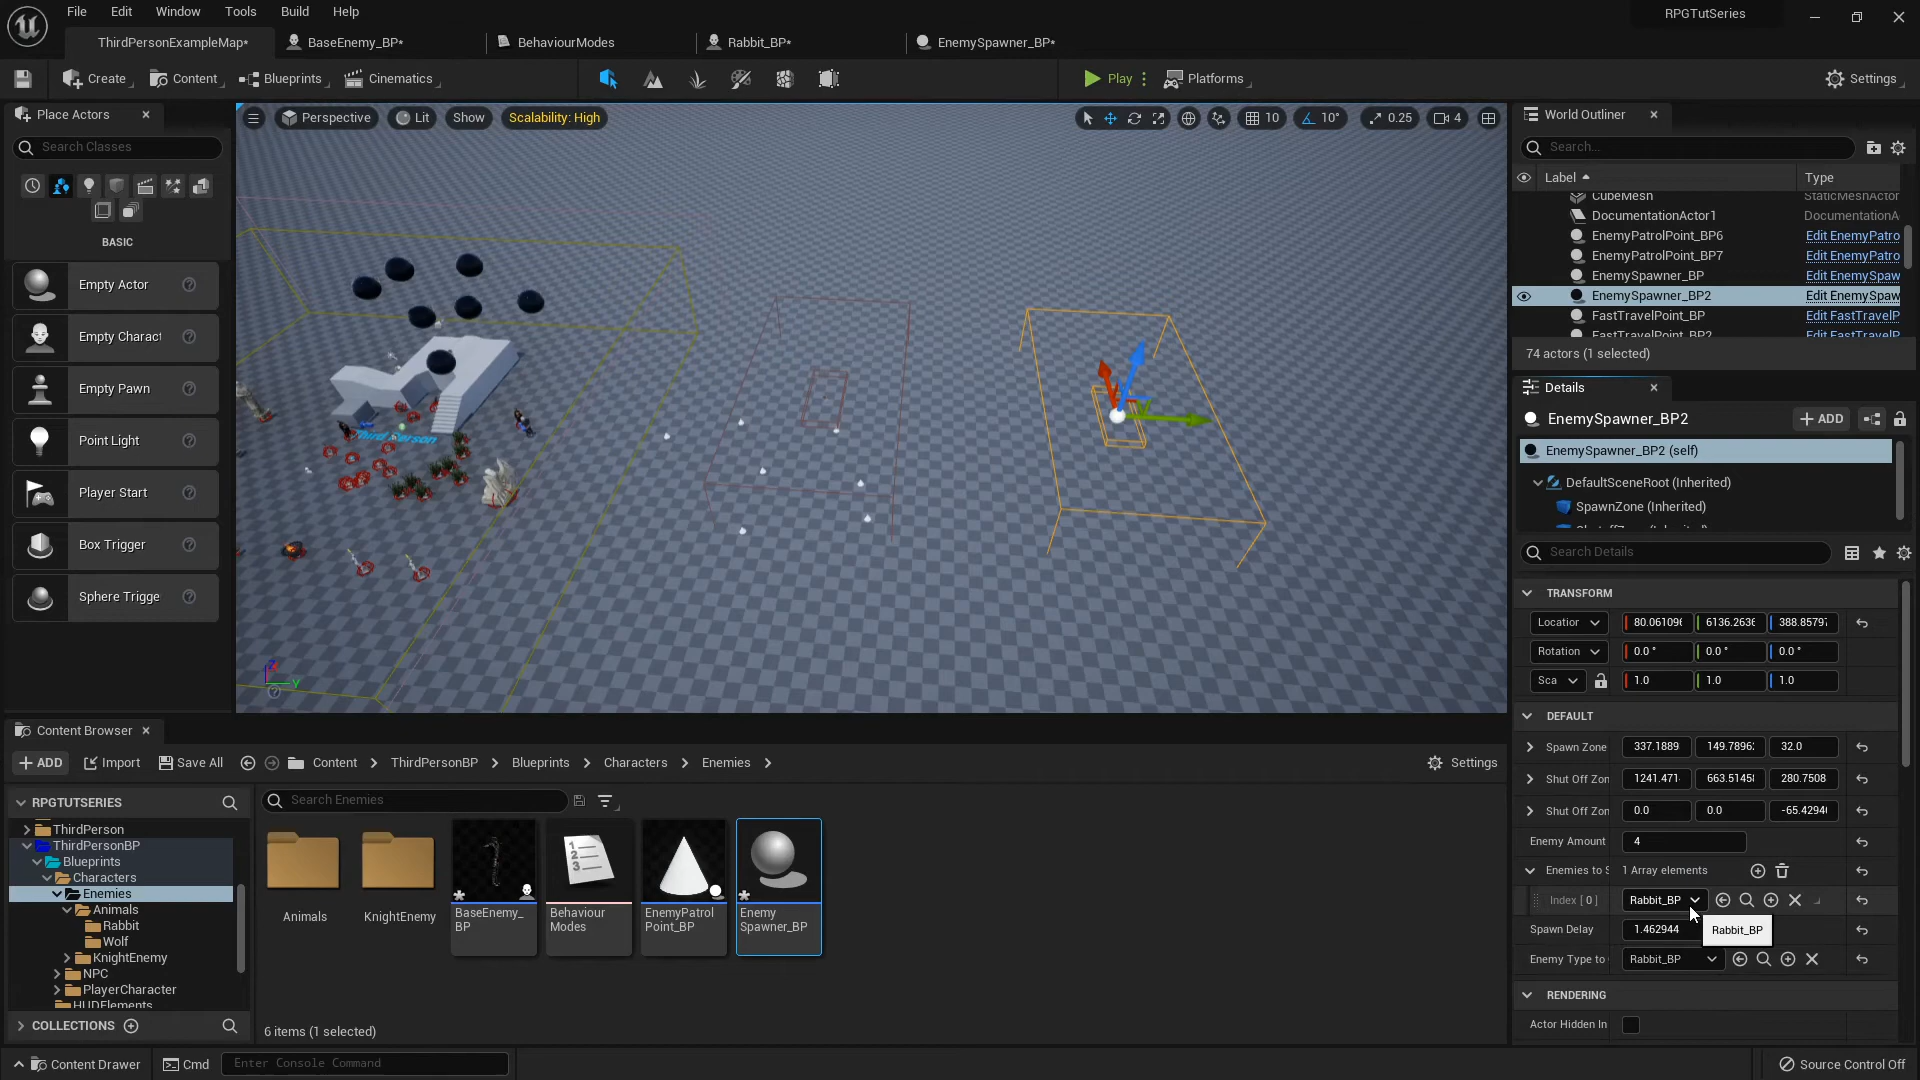 File Edit Window Tools Build Help
RPGTutSeries
ThirdPersonExampleMap* BaseEnemy_BP* BehaviourModes Rabbit_BP* EnemySpawner_BP*
Create Content Blueprints Cinematics Play Platforms Settings
Place Actors
Search Classes
BASIC
Empty Actor
Empty Charact
Empty Pawn
Point Light
Player Start
Box Trigger
Sphere Trigge
Perspective Lit Show Scalability: High
10 10° 0.25 4
Third Person
World Outliner
Search...
Label Type
CubeMesh StaticMeshActor
DocumentationActor1 DocumentationA
EnemyPatrolPoint_BP6 Edit EnemyPatro
EnemyPatrolPoint_BP7 Edit EnemyPatro
EnemySpawner_BP Edit EnemySpaw
EnemySpawner_BP2 Edit EnemySpaw
FastTravelPoint_BP Edit FastTravelP
FastTravelPoint_BP2 Edit FastTravelP
74 actors (1 selected)
Details
EnemySpawner_BP2 ADD
EnemySpawner_BP2 (self)
DefaultSceneRoot (Inherited)
SpawnZone (Inherited)
Search Details
TRANSFORM
Location 80.06109 6136.263 388.8579
Rotation 0.0 ° 0.0 ° 0.0 °
Sca 1.0 1.0 1.0
DEFAULT
Spawn Zone 337.1889 149.7896 32.0
Shut Off Zon 1241.471 663.5145 280.7508
Shut Off Zon 0.0 0.0 -65.4294
Enemy Amount 4
Enemies to S 1 Array elements
Index [ 0 ] Rabbit_BP
Spawn Delay 1.462944
Rabbit_BP
Enemy Type to Rabbit_BP
RENDERING
Actor Hidden In
Content Browser
ADD Import Save All Content ThirdPersonBP Blueprints Characters Enemies Settings
RPGTUTSERIES
Search Enemies
ThirdPerson
ThirdPersonBP
Blueprints
Characters
Enemies
Animals
Rabbit
Wolf
KnightEnemy
NPC
PlayerCharacter
HUDElements
COLLECTIONS
Animals
KnightEnemy
BaseEnemy_
BP
Behaviour
Modes
EnemyPatrol
Point_BP
Enemy
Spawner_BP
6 items (1 selected)
Content Drawer Cmd Enter Console Command Source Control Off